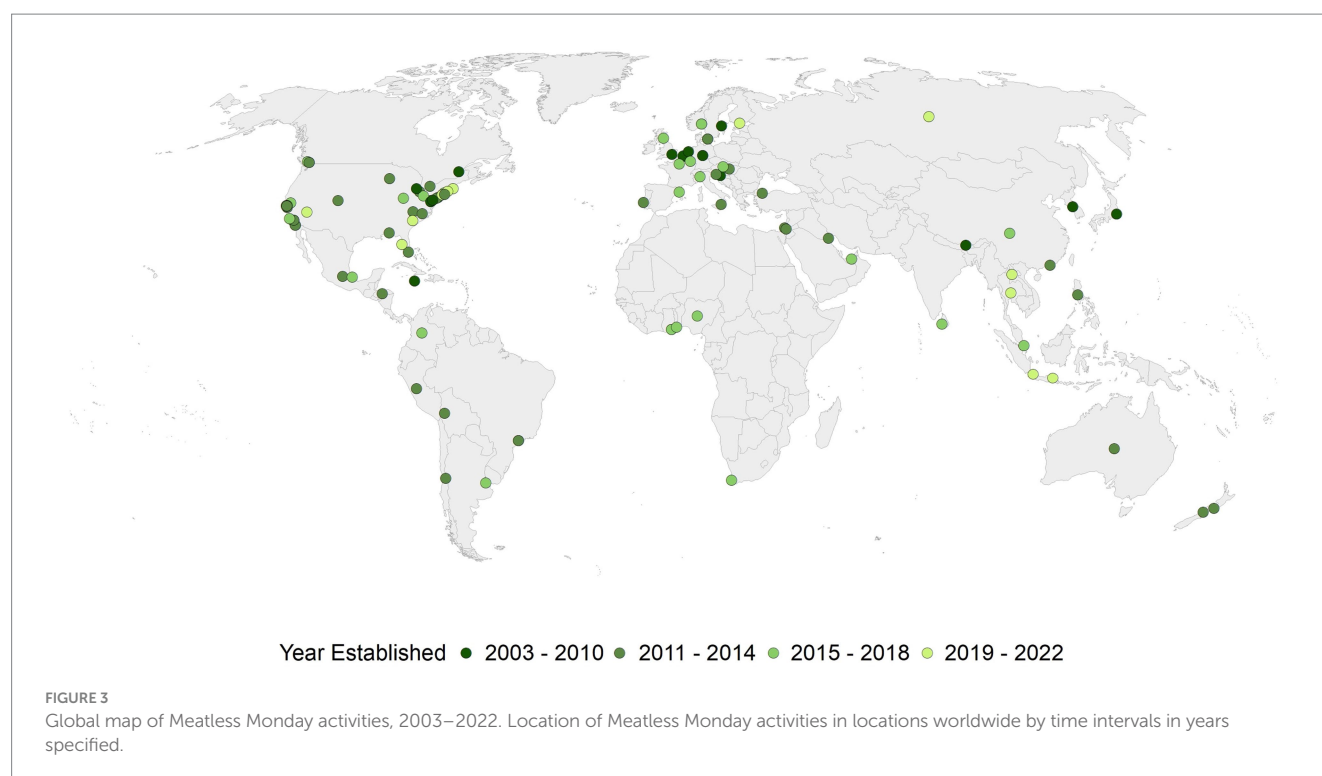 Year Established 2003 - 2010 2011 - 2014 2015 - 2018 2019 - 2022
FIGURE 3
Global map of Meatless Monday activities, 2003–2022. Location of Meatless Monday activities in locations worldwide by time intervals in years
specified.